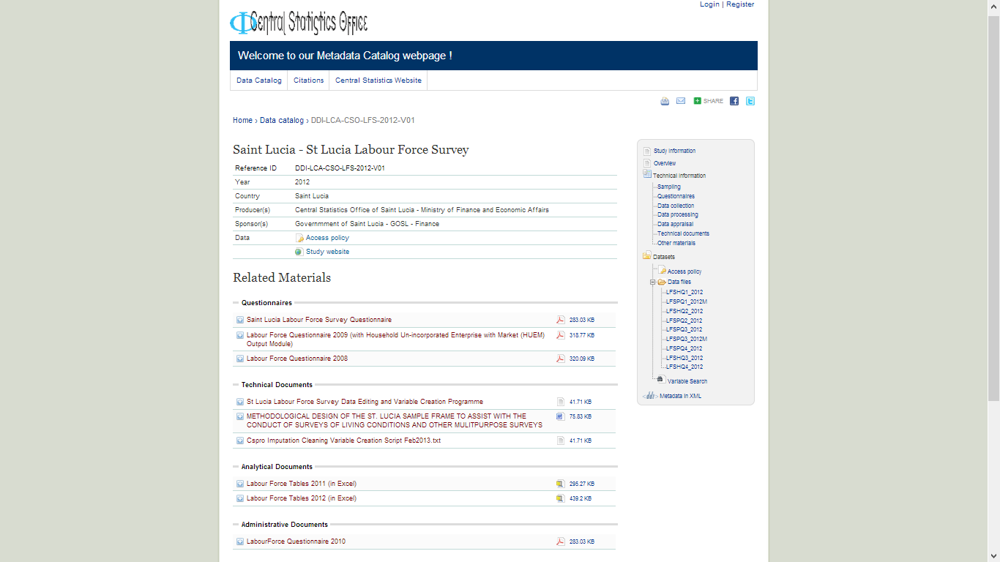 Login | Register
Central Statistics Office
Welcome to our Metadata Catalog webpage !
Data Catalog Citations Central Statistics Website
SHARE
Home › Data catalog › DDI-LCA-CSO-LFS-2012-V01
Saint Lucia - St Lucia Labour Force Survey
Reference ID DDI-LCA-CSO-LFS-2012-V01
Year 2012
Country Saint Lucia
Producer(s) Central Statistics Office of Saint Lucia - Ministry of Finance and Economic Affairs
Sponsor(s) Governmment of Saint Lucia - GOSL - Finance
Data Access policy
Study website
Related Materials
Questionnaires
Saint Lucia Labour Force Survey Questionnaire 283.03 KB
Labour Force Questionnaire 2009 (with Household Un-incorporated Enterprise with Market (HUEM) 318.77 KB
Output Module)
Labour Force Questionnaire 2008 320.09 KB
Technical Documents
St Lucia Labour Force Survey Data Editing and Variable Creation Programme 41.71 KB
METHODOLOGICAL DESIGN OF THE ST. LUCIA SAMPLE FRAME TO ASSIST WITH THE 75.83 KB
CONDUCT OF SURVEYS OF LIVING CONDITIONS AND OTHER MULITPURPOSE SURVEYS
Cspro Imputation Cleaning Variable Creation Script Feb2013.txt 41.71 KB
Analytical Documents
Labour Force Tables 2011 (in Excel) 295.27 KB
Labour Force Tables 2012 (in Excel) 439.2 KB
Administrative Documents
LabourForce Questionnaire 2010 283.03 KB
Study Information
Overview
Technical Information
Sampling
Questionnaires
Data collection
Data processing
Data appraisal
Technical documents
Other materials
Datasets
Access policy
Data files
LFSHQ1_2012
LFSPQ1_2012M
LFSHQ2_2012
LFSPQ2_2012
LFSPQ3_2012
LFSPQ3_2012M
LFSPQ4_2012
LFSHQ3_2012
LFSHQ4_2012
Variable Search
Metadata in XML